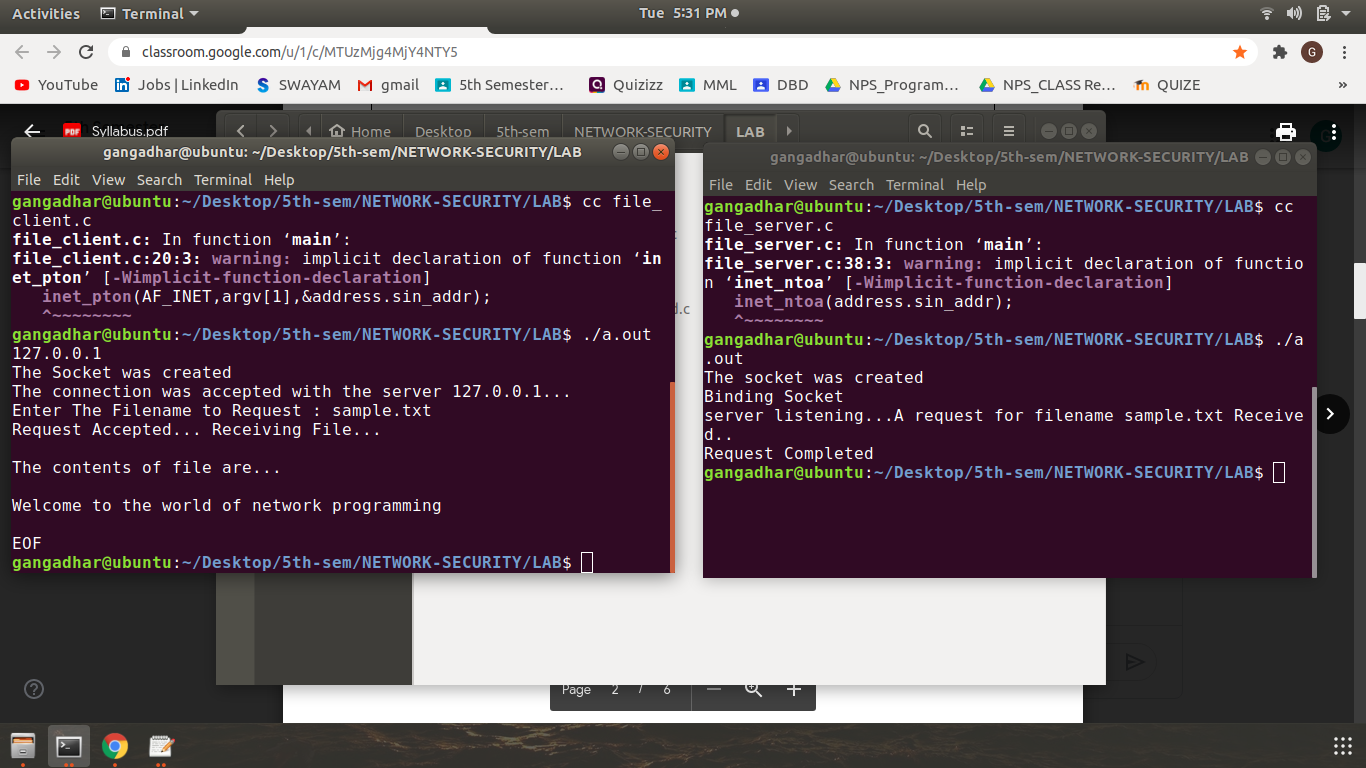 Activities Terminal Tue 5:31 PM
classroom.google.com/u/1/c/MTUzMjg4MjY4NTY5 G
YouTube Jobs | LinkedIn SWAYAM gmail 5th Semester... Quizizz MML DBD NPS_Program... NPS_CLASS Re... QUIZE »
PDF Syllabus.pdf
Home Desktop 5th-sem NETWORK-SECURITY LAB
gangadhar@ubuntu: ~/Desktop/5th-sem/NETWORK-SECURITY/LAB
File Edit View Search Terminal Help
gangadhar@ubuntu:~/Desktop/5th-sem/NETWORK-SECURITY/LAB$ cc file_
client.c
file_client.c: In function ‘main’:
file_client.c:20:3: warning: implicit declaration of function ‘in
et_pton’ [-Wimplicit-function-declaration]
inet_pton(AF_INET,argv[1],&address.sin_addr);
^~~~~~~~~
gangadhar@ubuntu:~/Desktop/5th-sem/NETWORK-SECURITY/LAB$ ./a.out
127.0.0.1
The Socket was created
The connection was accepted with the server 127.0.0.1...
Enter The Filename to Request : sample.txt
Request Accepted... Receiving File...
The contents of file are...
Welcome to the world of network programming
EOF
gangadhar@ubuntu:~/Desktop/5th-sem/NETWORK-SECURITY/LAB$
gangadhar@ubuntu: ~/Desktop/5th-sem/NETWORK-SECURITY/LAB
File Edit View Search Terminal Help
gangadhar@ubuntu:~/Desktop/5th-sem/NETWORK-SECURITY/LAB$ cc
file_server.c
file_server.c: In function ‘main’:
file_server.c:38:3: warning: implicit declaration of functio
n ‘inet_ntoa’ [-Wimplicit-function-declaration]
inet_ntoa(address.sin_addr);
^~~~~~~~~
gangadhar@ubuntu:~/Desktop/5th-sem/NETWORK-SECURITY/LAB$ ./a
.out
The socket was created
Binding Socket
server listening...A request for filename sample.txt Receive
d..
Request Completed
gangadhar@ubuntu:~/Desktop/5th-sem/NETWORK-SECURITY/LAB$
Page 2 / 6